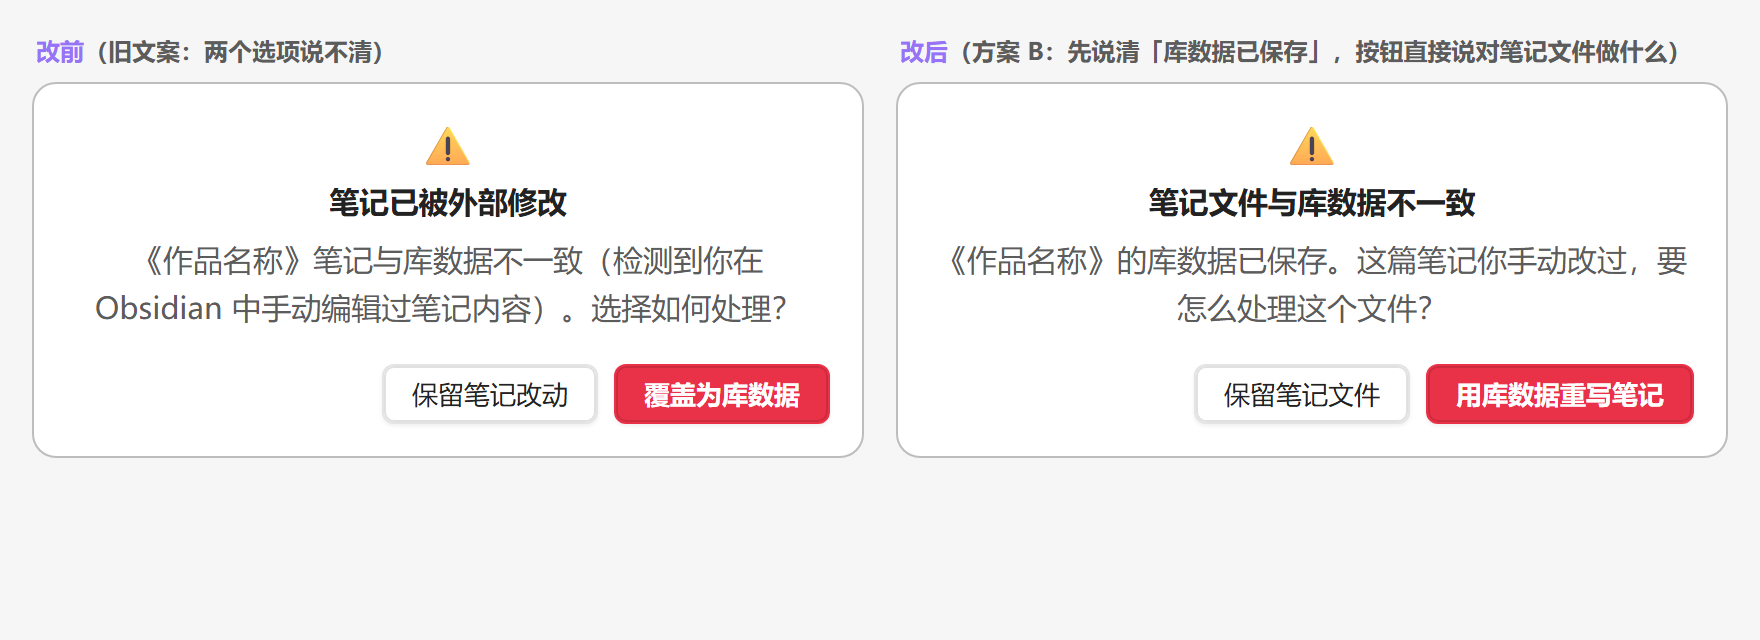 改前（旧文案：两个选项说不清）
笔记已被外部修改
《作品名称》笔记与库数据不一致（检测到你在
Obsidian 中手动编辑过笔记内容）。选择如何处理？
保留笔记改动
覆盖为库数据
改后（方案 B：先说清「库数据已保存」，按钮直接说对笔记文件做什么）
笔记文件与库数据不一致
《作品名称》的库数据已保存。这篇笔记你手动改过，要
怎么处理这个文件？
保留笔记文件
用库数据重写笔记